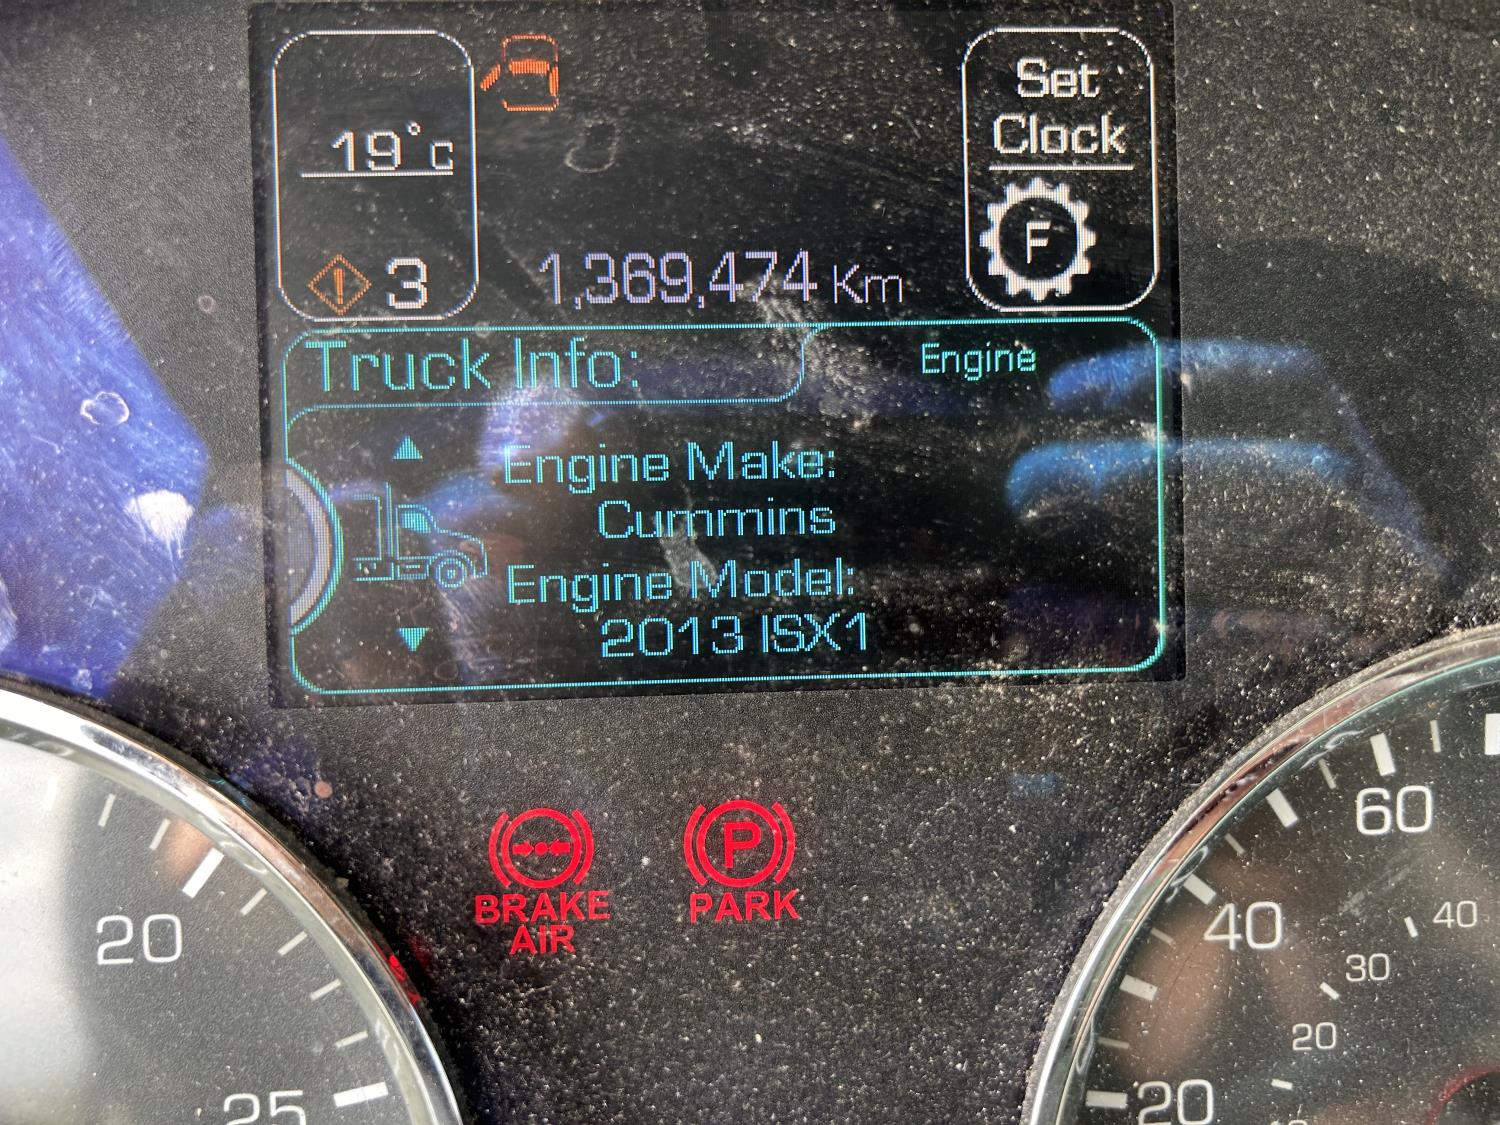 19°C
Set
Clock
F
3
1,369,474 Km
Truck Info:
Engine
Engine Make:
Cummins
Engine Model:
2013 ISX1
BRAKE
AIR
P
PARK
20
25
60
40
20
40
30
20